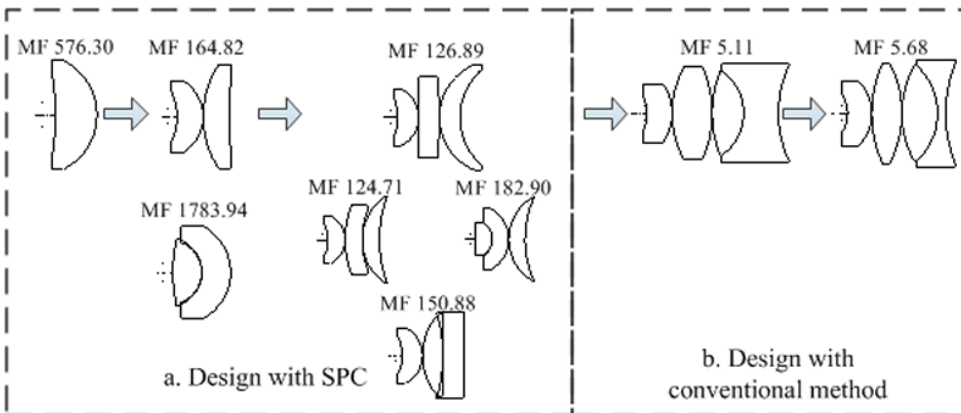 MF 576.30
MF 164.82
MF 126.89
MF 5.11
MF 5.68
MF 1783.94
MF 124.71
MF 182.90
MF 150.88
a. Design with SPC
b. Design with
conventional method